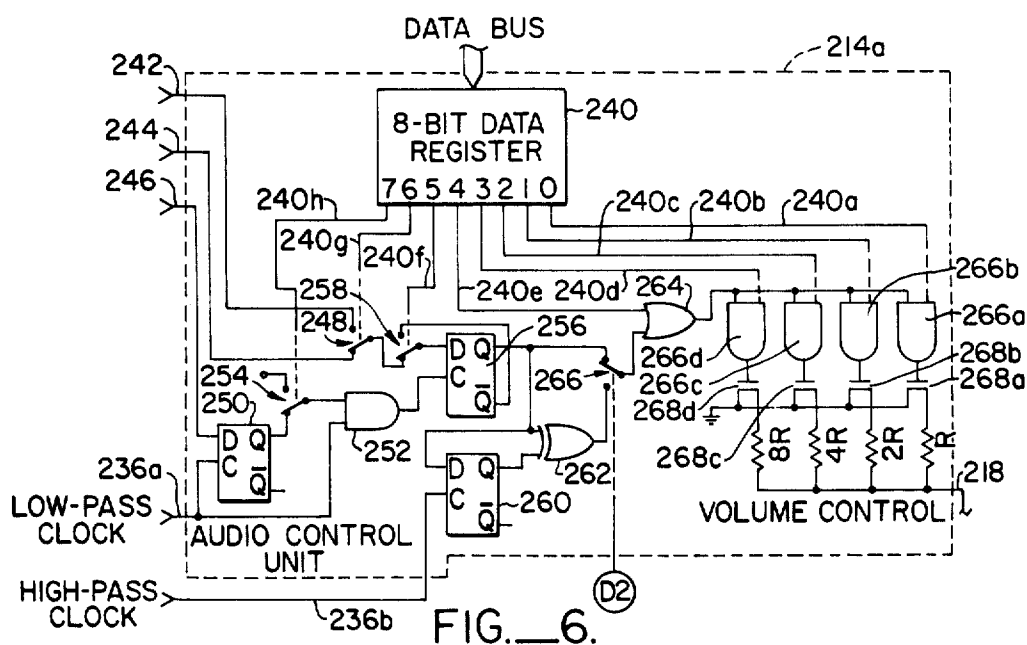 DATA BUS
242
214a
244
8-BIT DATA
REGISTER
240
246
7 6 5 4 3 2 1 0
240h
240g
240f
240c
240b
240a
240e
240d
264
266b
258
248
256
266a
254
250
D Q
C
Q̅
266
266d
266c
268b
268a
268d
268c
252
D Q
C
Q̅
262
8R
4R
2R
R
236a
D Q
C
Q̅
260
218
LOW-PASS
CLOCK
AUDIO CONTROL
UNIT
VOLUME CONTROL
HIGH-PASS
CLOCK
236b
D2
FIG.__6.